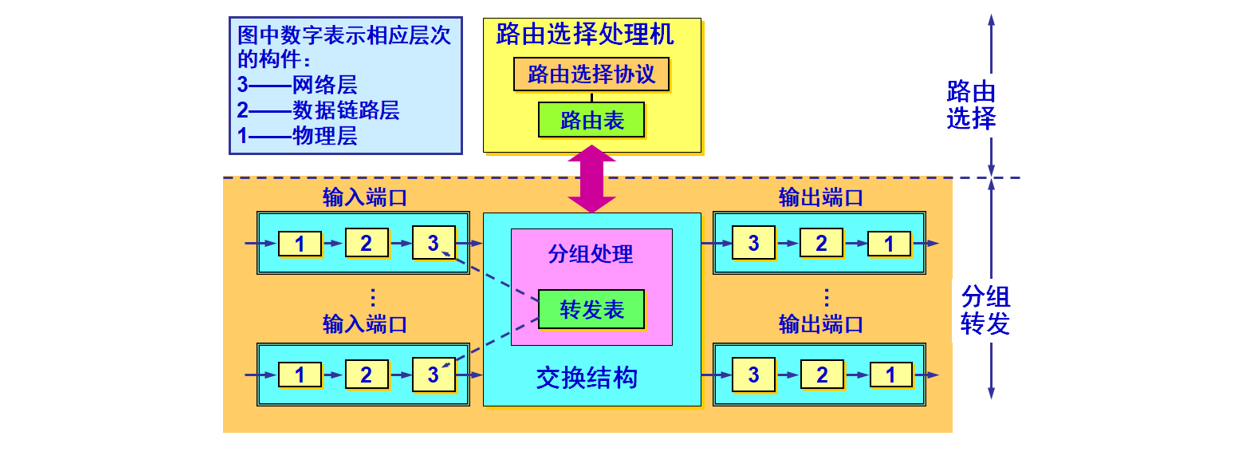 图中数字表示相应层次
的构件：
3——网络层
2——数据链路层
1——物理层
路由选择处理机
路由选择协议
路由表
路由
选择
输入端口
1
2
3
⋮
输入端口
1
2
3
分组处理
转发表
交换结构
输出端口
3
2
1
⋮
输出端口
3
2
1
分组
转发